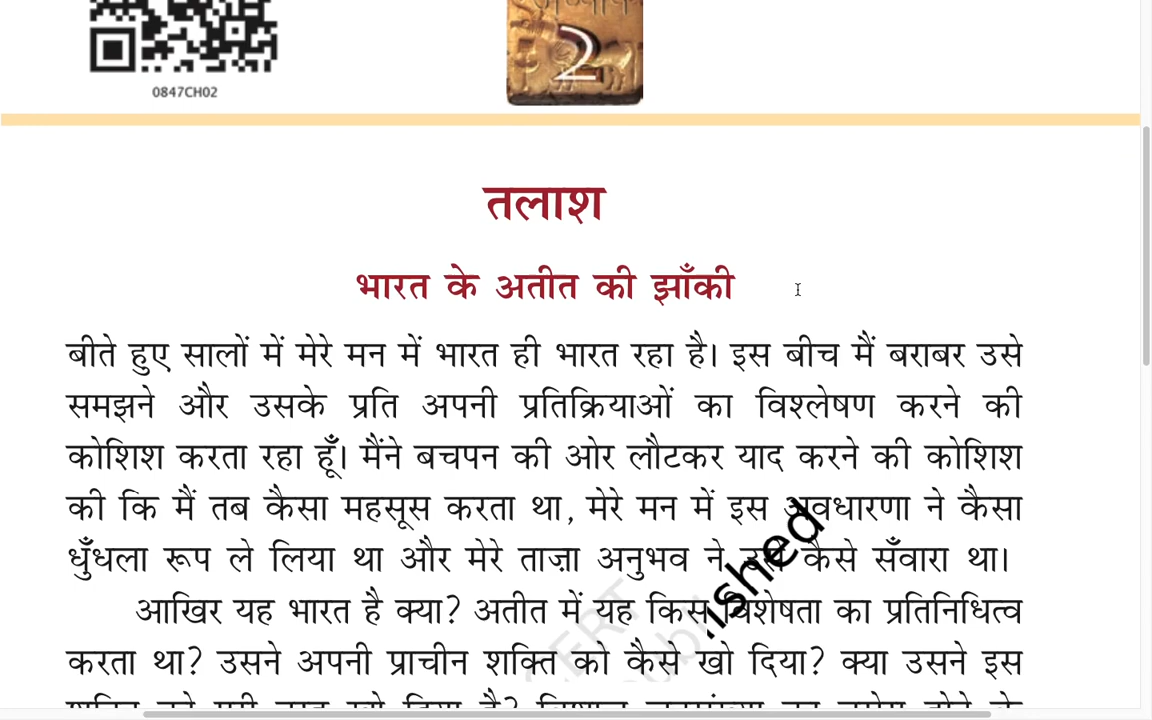 अध्याय
2
0847CH02
तलाश
भारत के अतीत की झाँकी
बीते हुए सालों में मेरे मन में भारत ही भारत रहा है। इस बीच मैं बराबर उसे
समझने और उसके प्रति अपनी प्रतिक्रियाओं का विश्लेषण करने की
कोशिश करता रहा हूँ। मैंने बचपन की ओर लौटकर याद करने की कोशिश
की कि मैं तब कैसा महसूस करता था, मेरे मन में इस अवधारणा ने कैसा
धुँधला रूप ले लिया था और मेरे ताज़ा अनुभव ने उसे कैसे सँवारा था।
आखिर यह भारत है क्या? अतीत में यह किस विशेषता का प्रतिनिधित्व
करता था? उसने अपनी प्राचीन शक्ति को कैसे खो दिया? क्या उसने इस